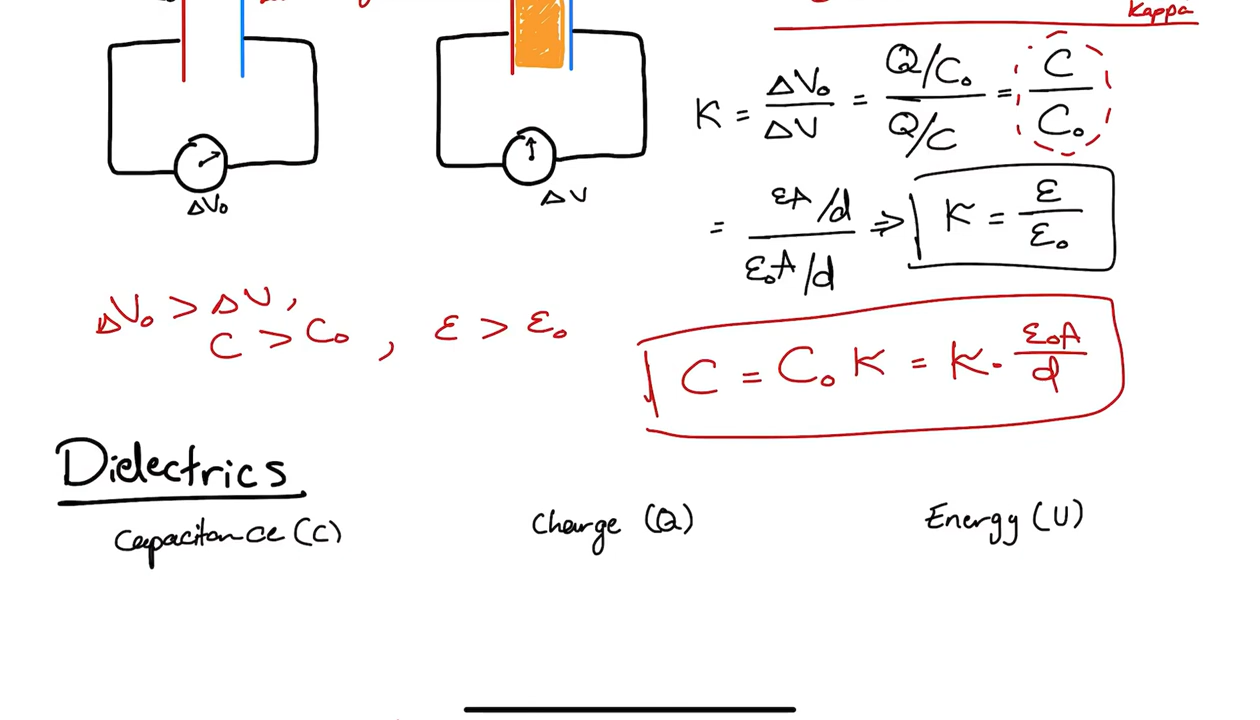 Kappa
K = ΔV₀/ΔV = (Q/C₀)/(Q/C) = C/C₀
= (εA/d)/(ε₀A/d) ⇒ K = ε/ε₀
ΔV₀
ΔV
ΔV₀ > ΔV,
C > C₀ , ε > ε₀
C = C₀ K = K · ε₀A/d
Dielectrics
Capacitance (C)
Charge (Q)
Energy (U)